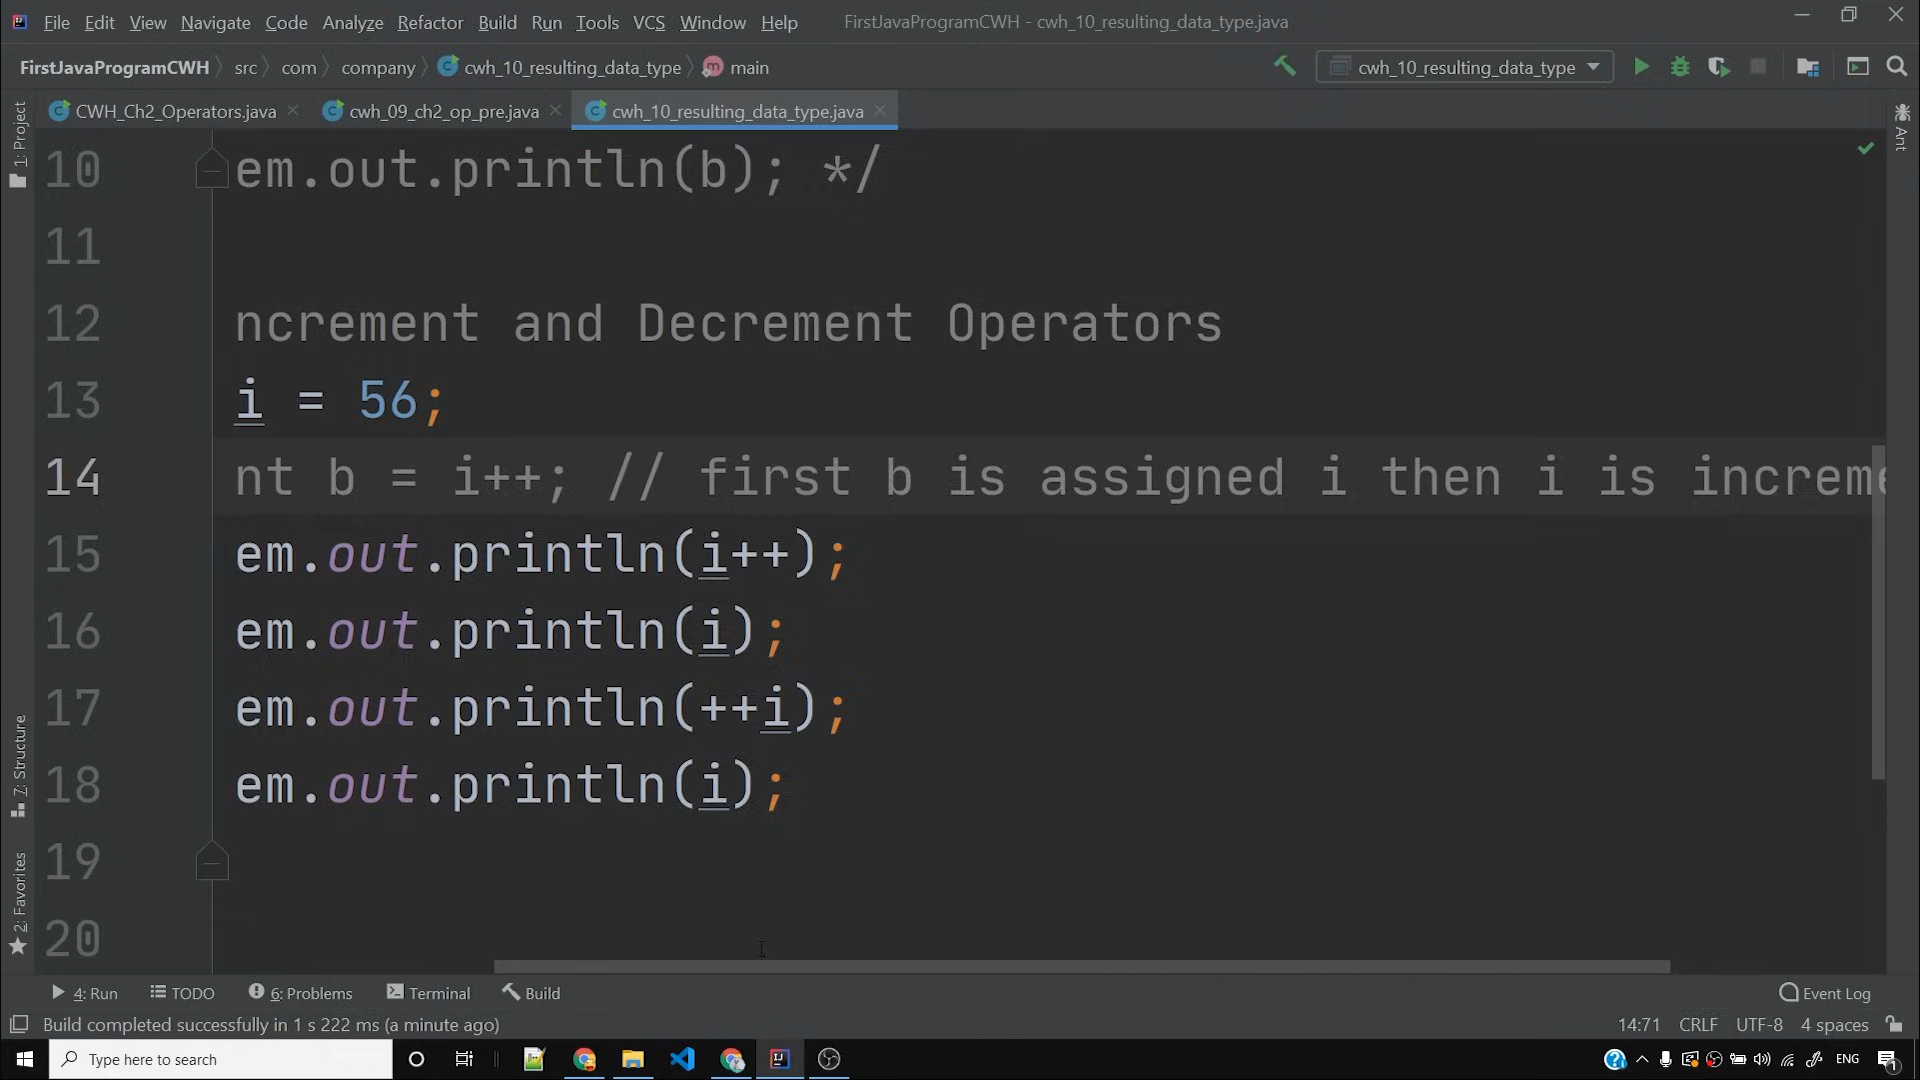 File Edit View Navigate Code Analyze Refactor Build Run Tools VCS Window Help FirstJavaProgramCWH - cwh_10_resulting_data_type.java
FirstJavaProgramCWH src com company cwh_10_resulting_data_type main cwh_10_resulting_data_type
CWH_Ch2_Operators.java cwh_09_ch2_op_pre.java cwh_10_resulting_data_type.java
1: Project
Ant
10 em.out.println(b); */
11
12 ncrement and Decrement Operators
13 i = 56;
14 nt b = i++; // first b is assigned i then i is increme
15 em.out.println(i++);
16 em.out.println(i);
17 em.out.println(++i);
18 em.out.println(i);
19
20
7: Structure
2: Favorites
4: Run TODO 6: Problems Terminal Build Event Log
Build completed successfully in 1 s 222 ms (a minute ago) 14:71 CRLF UTF-8 4 spaces
Type here to search ENG 1